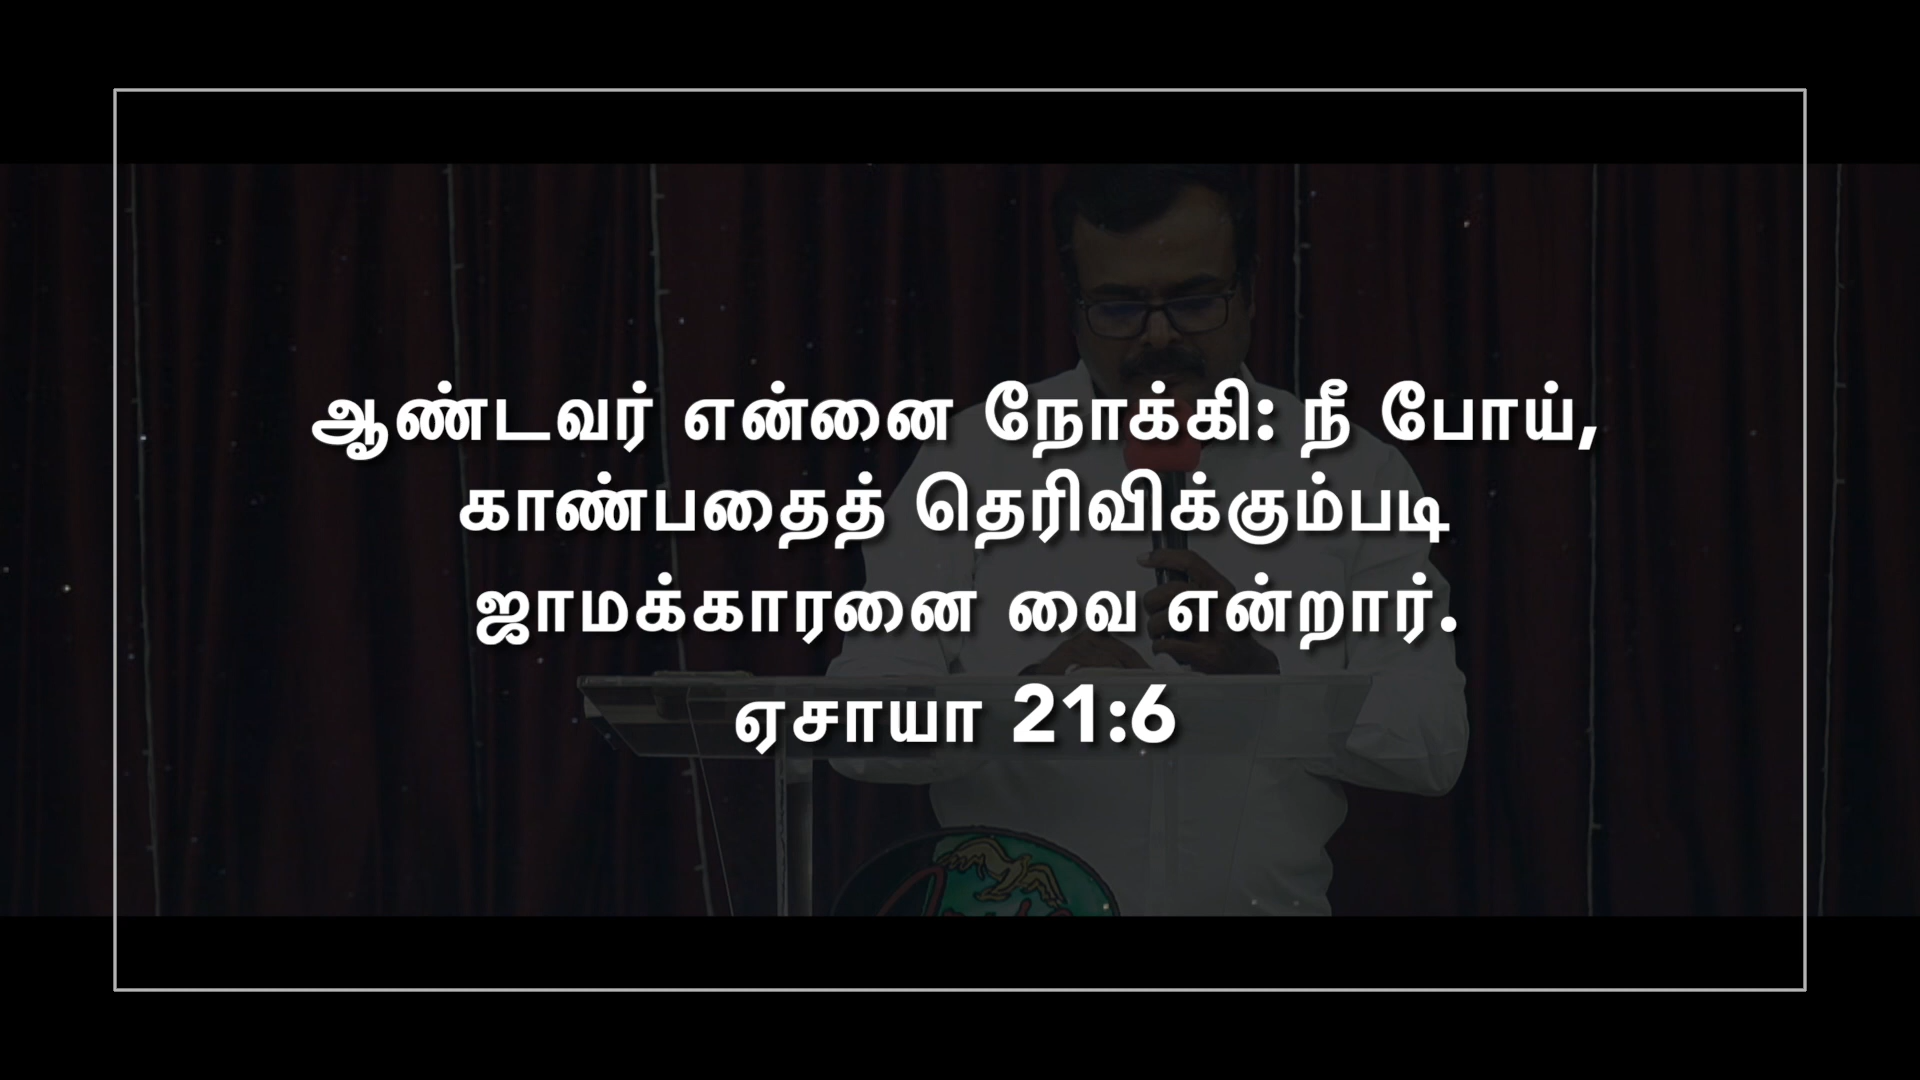 ஆண்டவர் என்னை நோக்கி: நீ போய்,
காண்பதைத் தெரிவிக்கும்படி
ஜாமக்காரனை வை என்றார்.
ஏசாயா 21:6